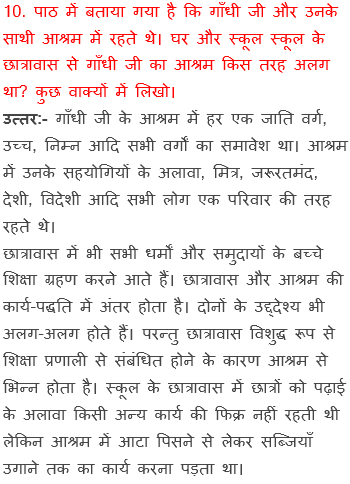 10. पाठ में बताया गया है कि गाँधी जी और उनके
साथी आश्रम में रहते थे। घर और स्कूल स्कूल के
छात्रावास से गाँधी जी का आश्रम किस तरह अलग
था? कुछ वाक्यों में लिखो।
उत्तर:- गाँधी जी के आश्रम में हर एक जाति वर्ग,
उच्च, निम्न आदि सभी वर्गों का समावेश था। आश्रम
में उनके सहयोगियों के अलावा, मित्र, जरूरतमंद,
देशी, विदेशी आदि सभी लोग एक परिवार की तरह
रहते थे।
छात्रावास में भी सभी धर्मों और समुदायों के बच्चे
शिक्षा ग्रहण करने आते हैं। छात्रावास और आश्रम की
कार्य-पद्धति में अंतर होता है। दोनों के उद्द्देश्य भी
अलग-अलग होते हैं। परन्तु छात्रावास विशुद्ध रूप से
शिक्षा प्रणाली से संबंधित होने के कारण आश्रम से
भिन्न होता है। स्कूल के छात्रावास में छात्रों को पढ़ाई
के अलावा किसी अन्य कार्य की फिक्र नहीं रहती थी
लेकिन आश्रम में आटा पिसने से लेकर सब्जियाँ
उगाने तक का कार्य करना पड़ता था।